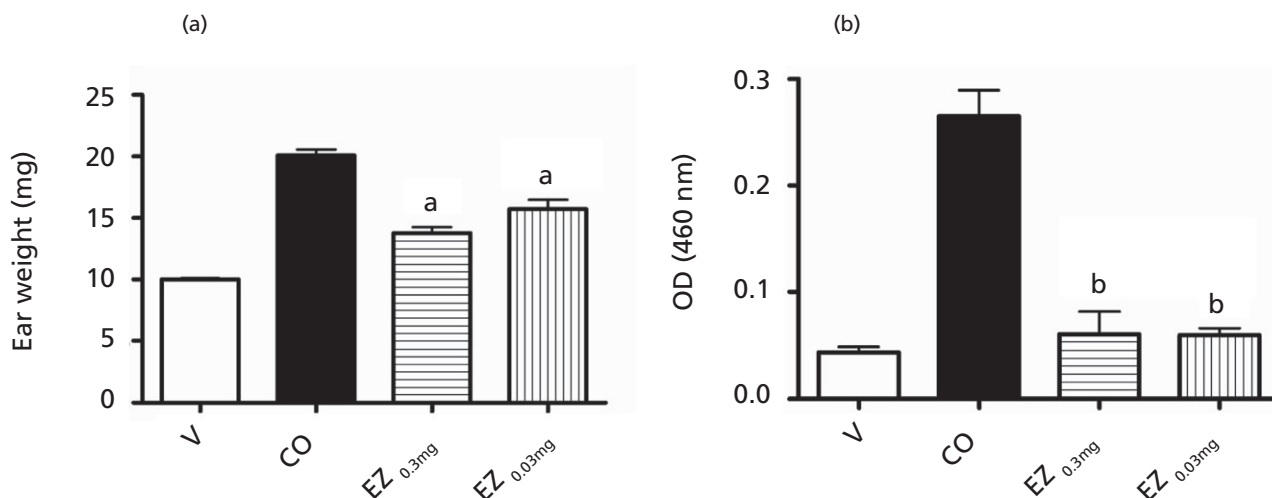 (a)
25
20
15
10
5
0
Ear weight (mg)
a
a
V
CO
EZ 0.3mg
EZ 0.03mg
(b)
0.3
0.2
0.1
0.0
OD (460 nm)
b
b
V
CO
EZ 0.3mg
EZ 0.03mg